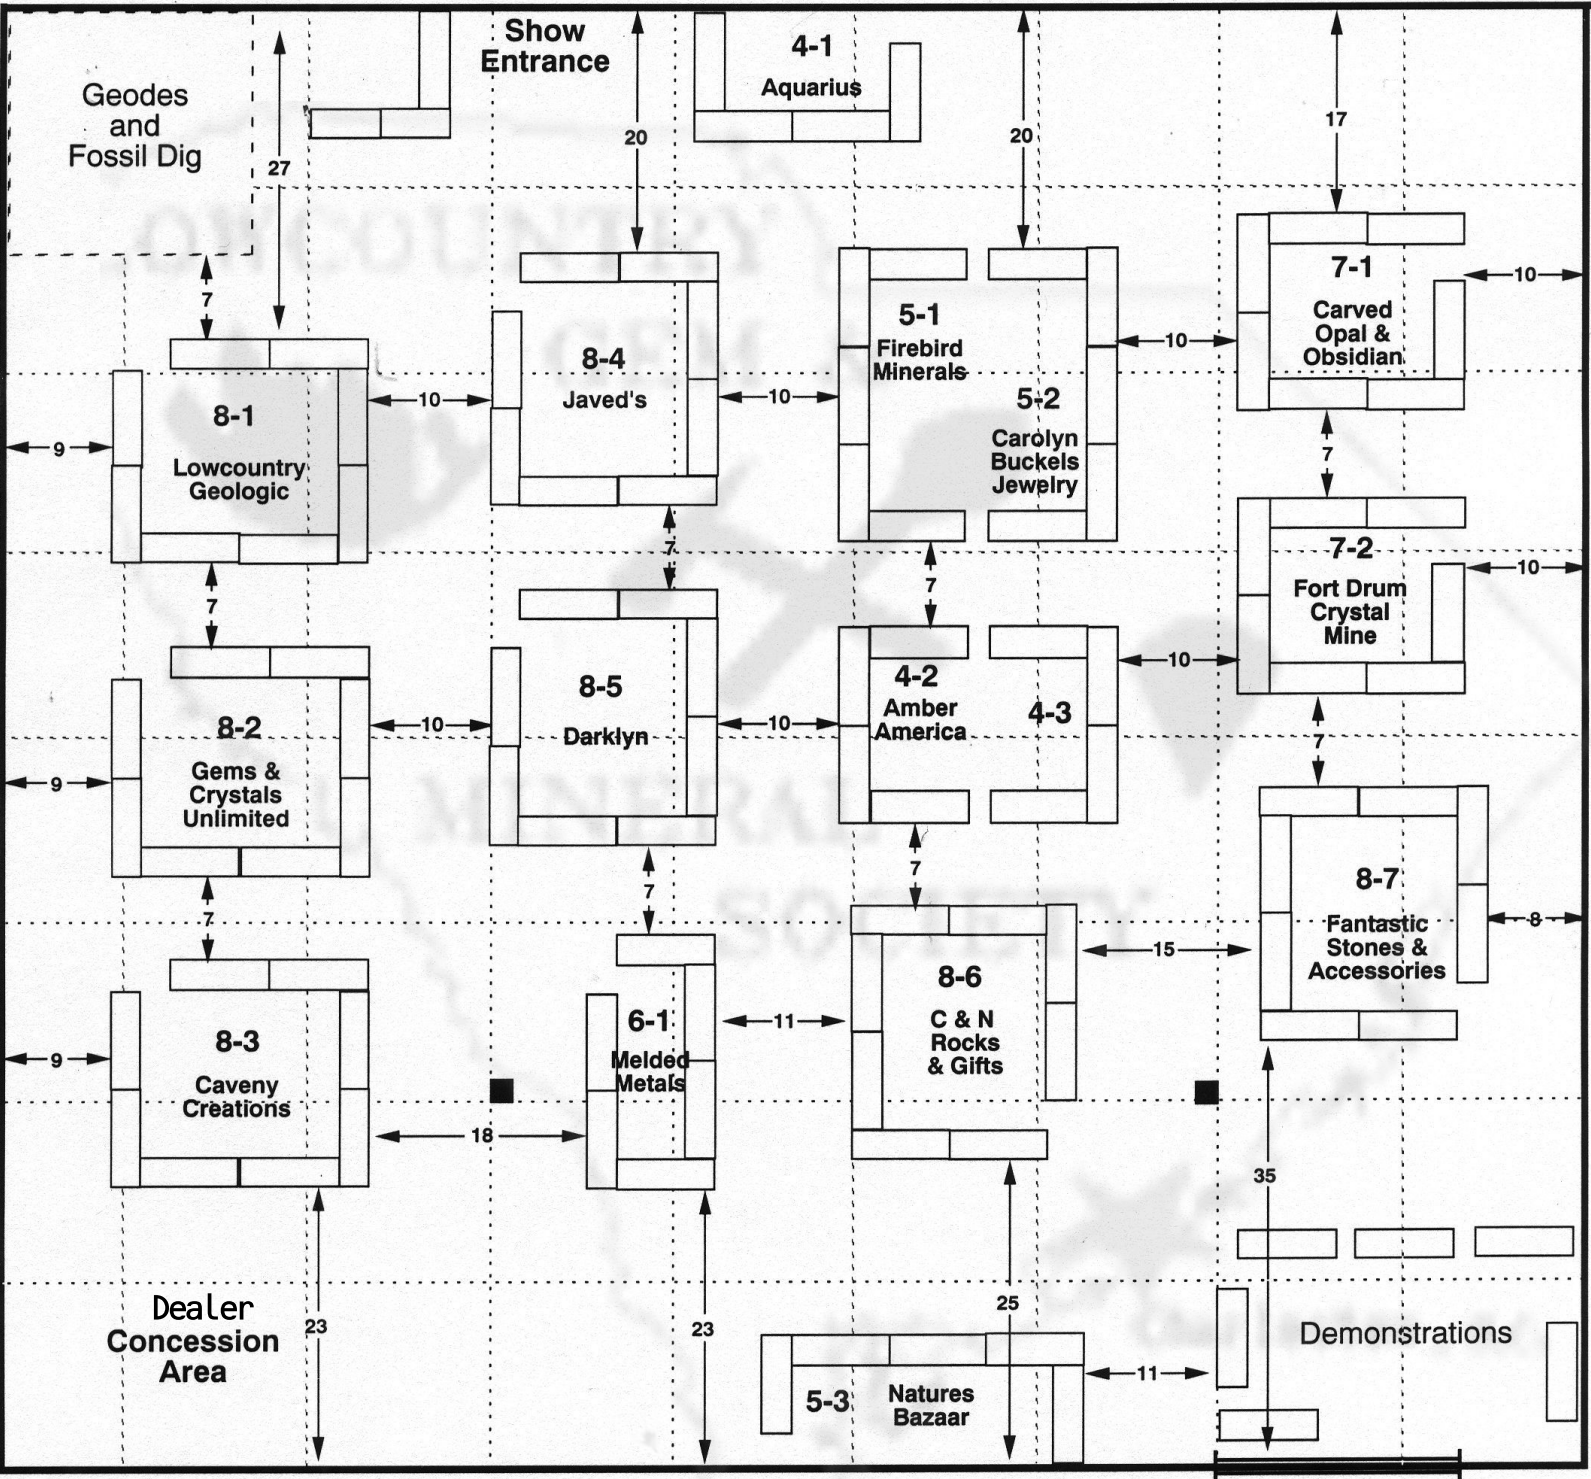 Show
Entrance
4-1
Aquarius
Geodes
and
Fossil Dig
27
20
20
17
7
7-1
Carved
Opal &
Obsidian
10
8-4
Javed's
5-1
Firebird
Minerals
10
8-1
Lowcountry
Geologic
9
10
10
5-2
Carolyn
Buckels
Jewelry
7
7
7-2
Fort Drum
Crystal
Mine
10
7
7
8-2
Gems &
Crystals
Unlimited
9
10
8-5
Darklyn
10
4-2
Amber
America
4-3
10
7
7
7
7
8-7
Fantastic
Stones &
Accessories
8
8-3
Caveny
Creations
9
18
6-1
Melded
Metals
11
8-6
C & N
Rocks
& Gifts
15
35
Dealer
Concession
Area
23
23
25
5-3
Natures
Bazaar
11
Demonstrations
LOWCOUNTRY
GEM &
MINERAL
SOCIETY